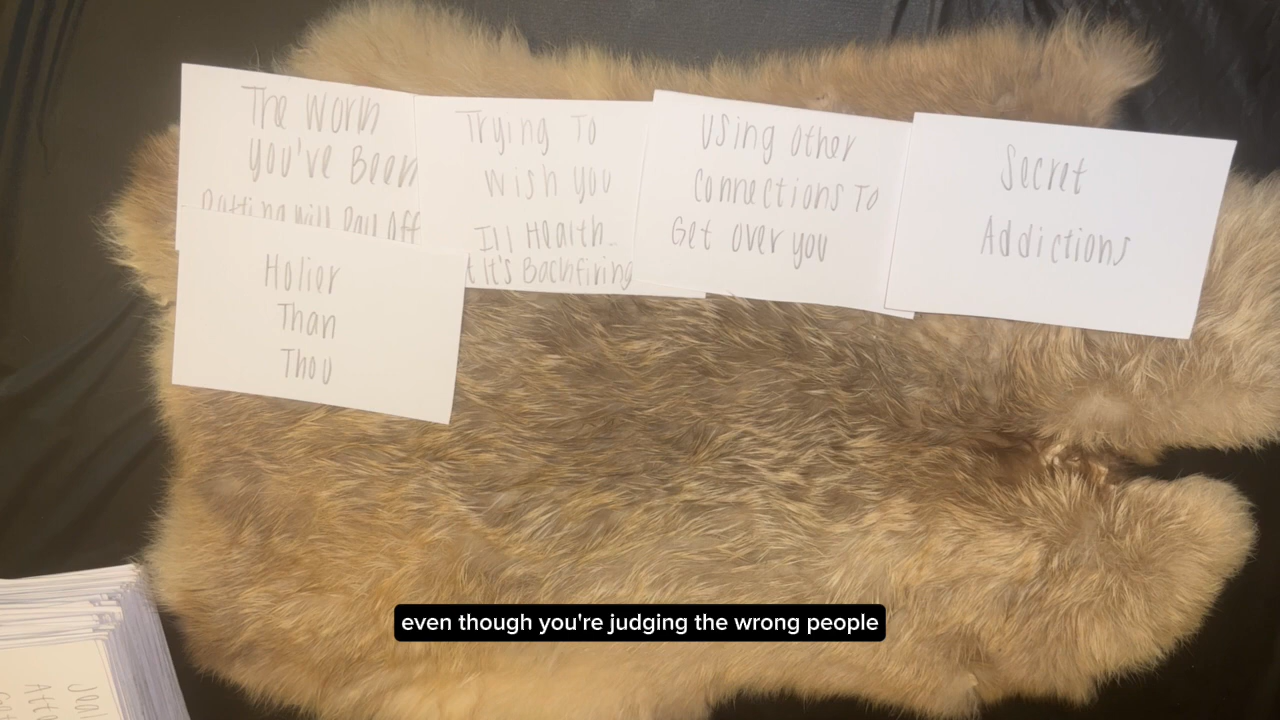 The Work
You've Been
Putting Will Pay Off
Trying To
Wish You
Ill Health..
It's Backfiring
Using Other
Connections To
Get Over You
Secret
Addictions
Holier
Than
Thou
even though you're judging the wrong people